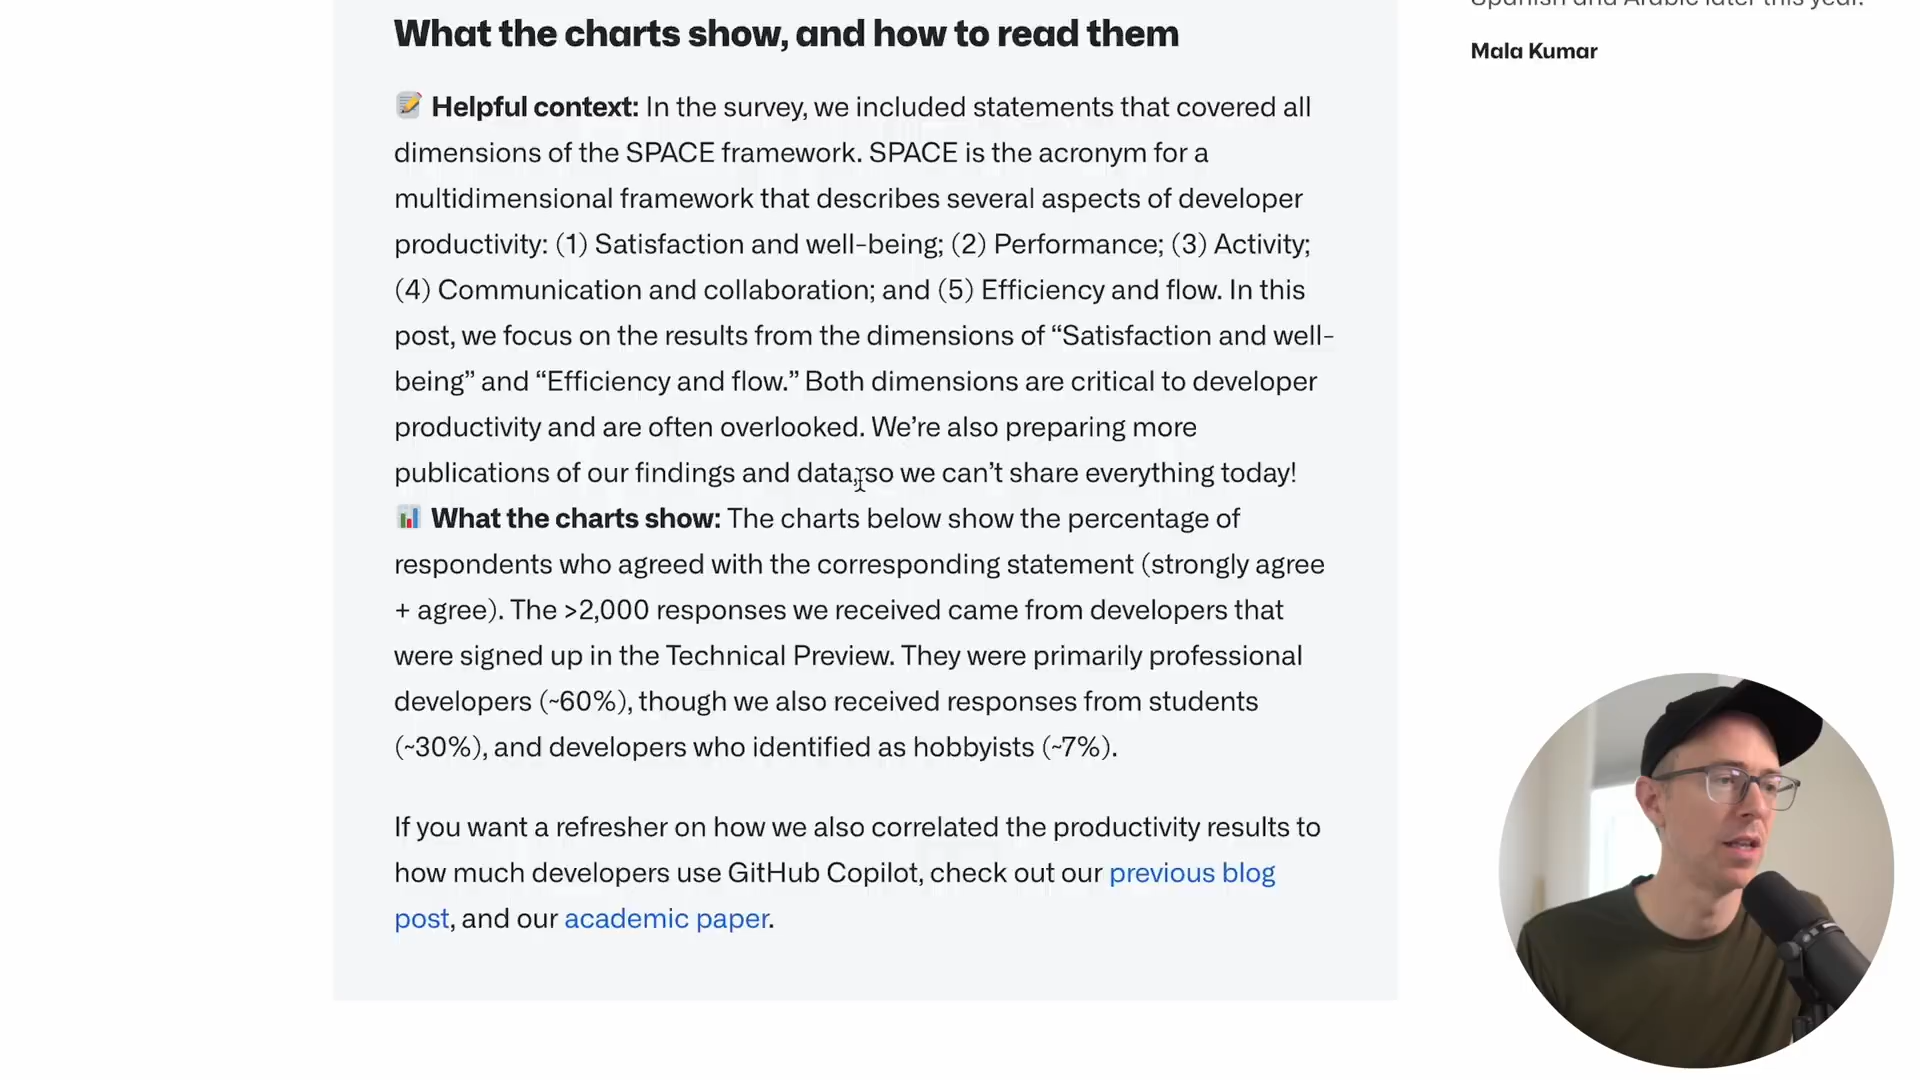 What the charts show, and how to read them
📝 Helpful context: In the survey, we included statements that covered all
dimensions of the SPACE framework. SPACE is the acronym for a
multidimensional framework that describes several aspects of developer
productivity: (1) Satisfaction and well-being; (2) Performance; (3) Activity;
(4) Communication and collaboration; and (5) Efficiency and flow. In this
post, we focus on the results from the dimensions of “Satisfaction and well-
being” and “Efficiency and flow.” Both dimensions are critical to developer
productivity and are often overlooked. We’re also preparing more
publications of our findings and data, so we can’t share everything today!
📊 What the charts show: The charts below show the percentage of
respondents who agreed with the corresponding statement (strongly agree
+ agree). The >2,000 responses we received came from developers that
were signed up in the Technical Preview. They were primarily professional
developers (~60%), though we also received responses from students
(~30%), and developers who identified as hobbyists (~7%).
If you want a refresher on how we also correlated the productivity results to
how much developers use GitHub Copilot, check out our previous blog
post, and our academic paper.
Spanish and Arabic later this year.
Mala Kumar